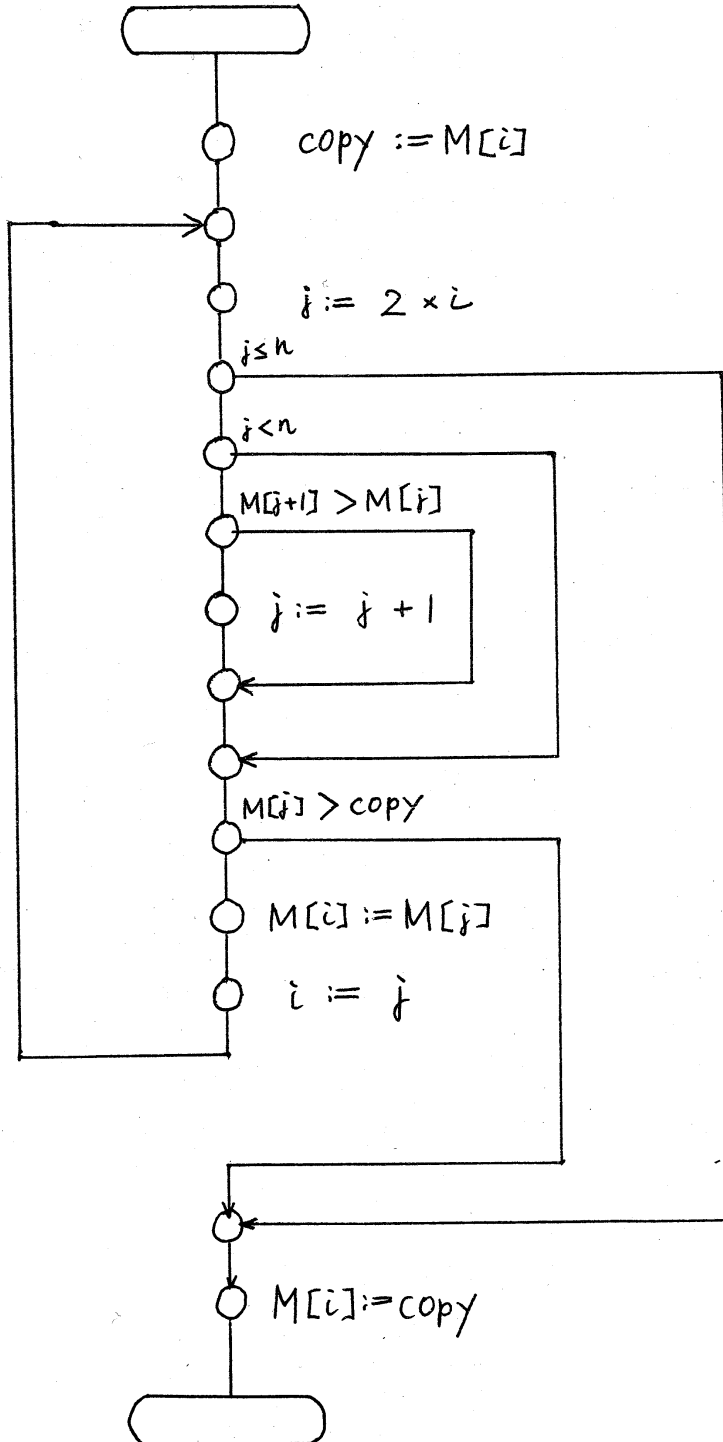 copy := M[i]
j := 2 × i
j ≤ n
j < n
M[j+1] > M[j]
j := j + 1
M[j] > copy
M[i] := M[j]
i := j
M[i] := copy